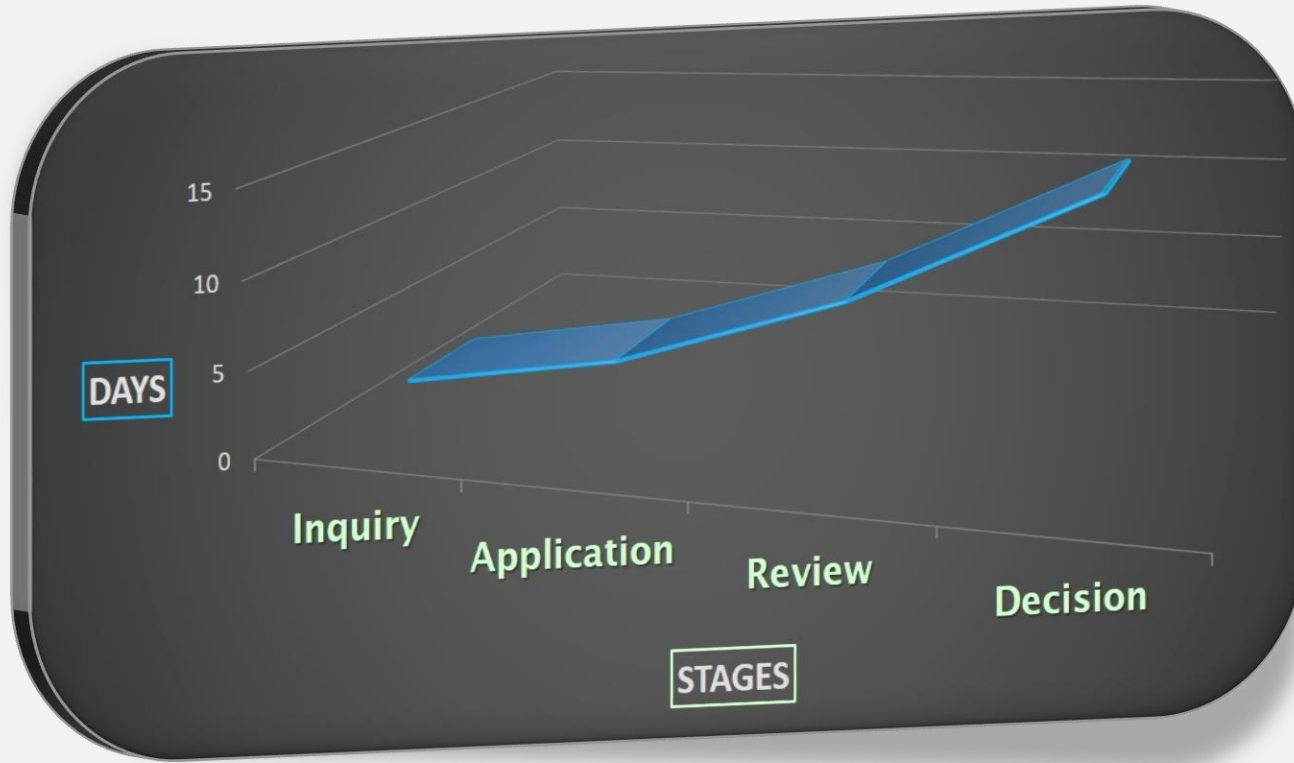 15
10
5
0
DAYS
Inquiry
Application
Review
Decision
STAGES